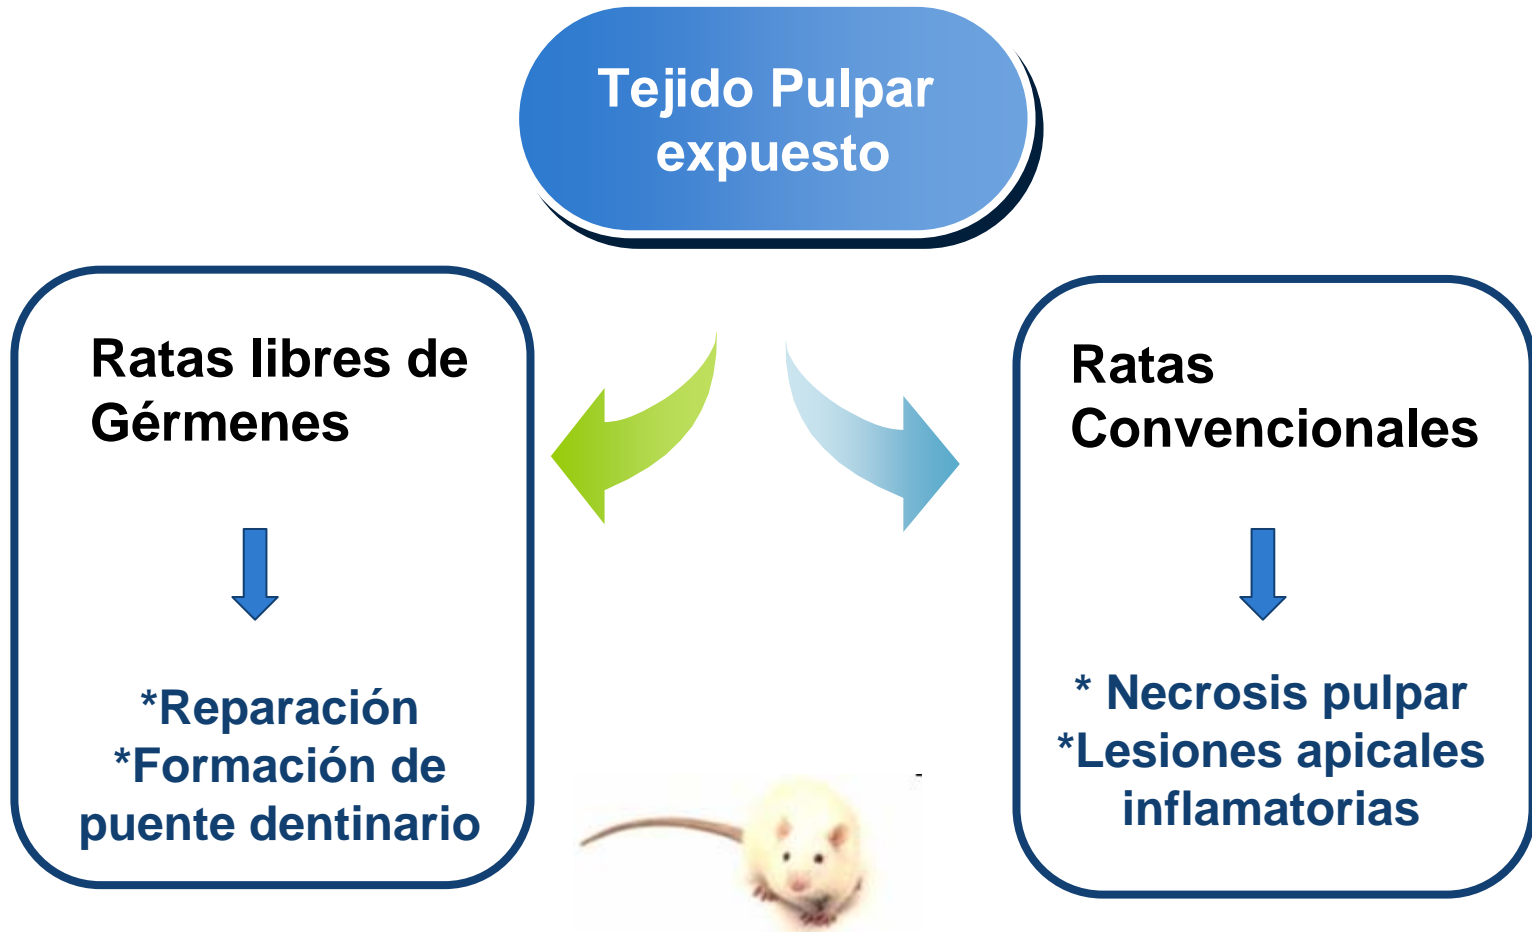 Tejido Pulpar
expuesto
Ratas libres de
Gérmenes
*Reparación
*Formación de
puente dentinario
Ratas
Convencionales
* Necrosis pulpar
*Lesiones apicales
inflamatorias